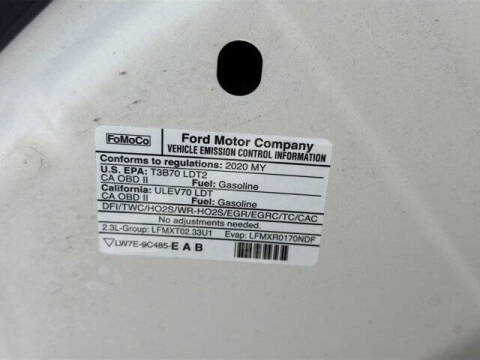 FoMoCo
Ford Motor Company
VEHICLE EMISSION CONTROL INFORMATION
Conforms to regulations: 2020 MY
U.S. EPA: T3B70 LDT2
CA OBD II Fuel: Gasoline
California: ULEV70 LDT
CA OBD II Fuel: Gasoline
DFI/TWC/HO2S/WR-HO2S/EGR/EGRC/TC/CAC
No adjustments needed.
2.3L-Group: LFMXT02.33U1 Evap: LFMXR0170NDF
LW7E-9C485-E A B